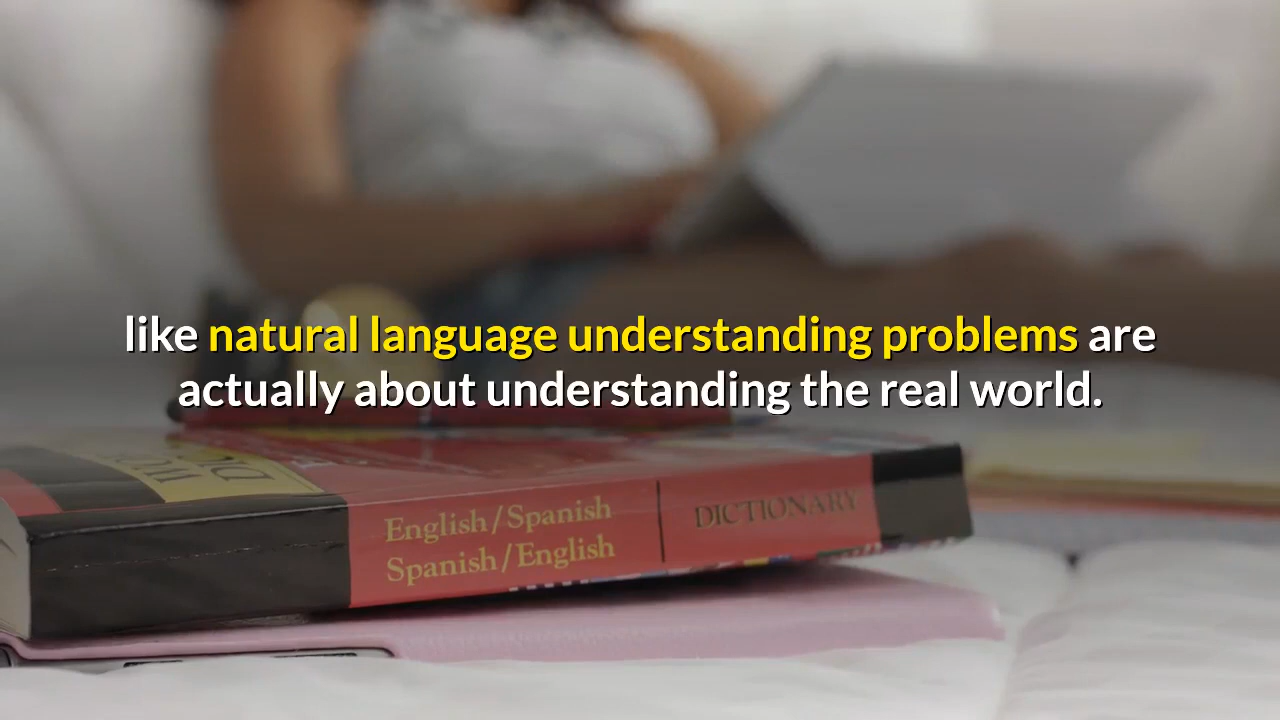 like natural language understanding problems are
actually about understanding the real world.
English/Spanish
Spanish/English
DICTIONARY